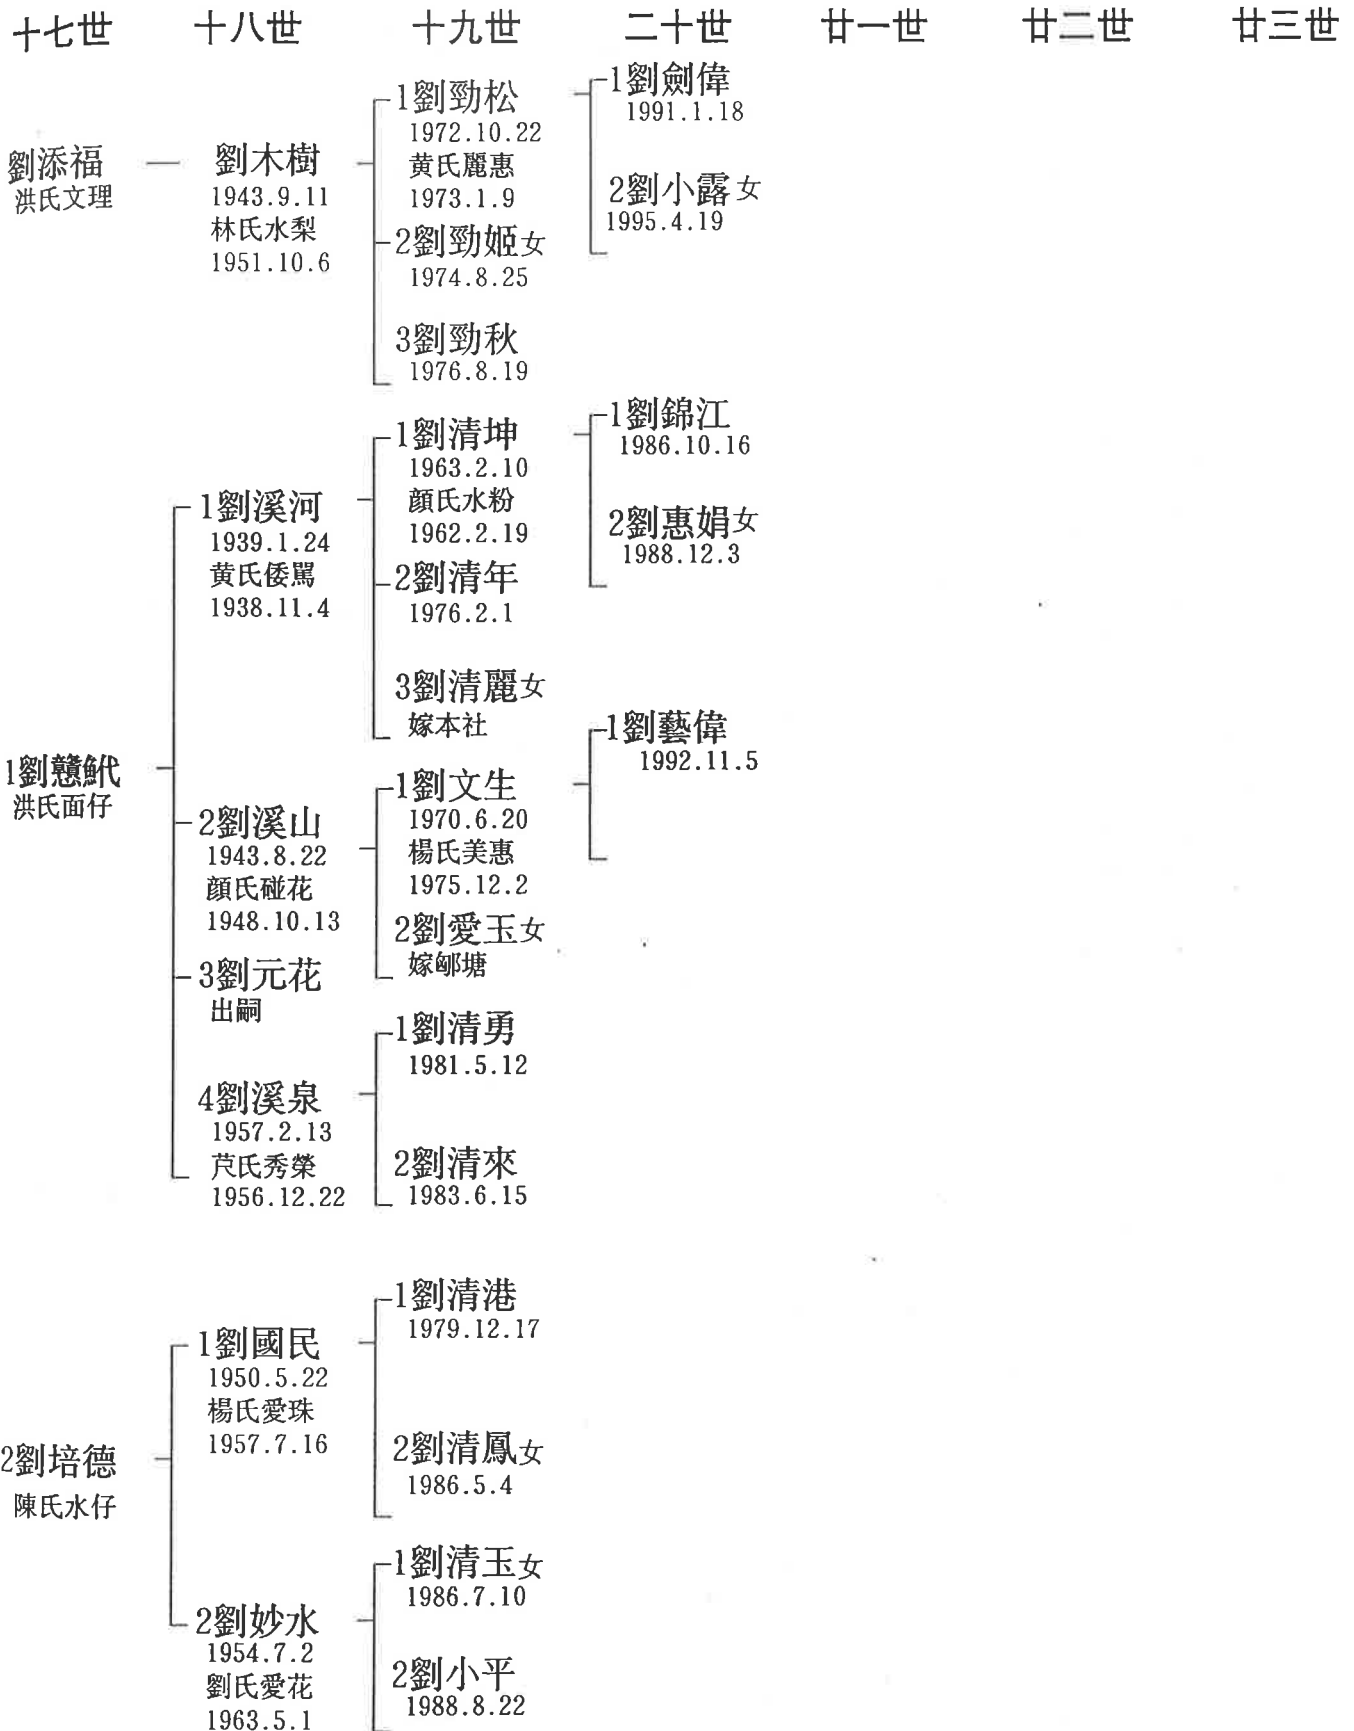 十七世 十八世 十九世 二十世 廿一世 廿二世 廿三世
劉添福
洪氏文理
劉木樹
1943.9.11
林氏水梨
1951.10.6
1劉勁松
1972.10.22
黄氏麗惠
1973.1.9
2劉勁姬女
1974.8.25
3劉勁秋
1976.8.19
1劉劍偉
1991.1.18
2劉小露女
1995.4.19
1劉戇魤
洪氏面仔
1劉溪河
1939.1.24
黄氏倭罵
1938.11.4
1劉清坤
1963.2.10
顏氏水粉
1962.2.19
2劉清年
1976.2.1
3劉清麗女
嫁本社
1劉錦江
1986.10.16
2劉惠娟女
1988.12.3
2劉溪山
1943.8.22
顏氏碰花
1948.10.13
1劉文生
1970.6.20
楊氏美惠
1975.12.2
2劉愛玉女
嫁塘
1劉藝偉
1992.11.5
3劉元花
出嗣
4劉溪泉
1957.2.13
氏秀榮
1956.12.22
1劉清勇
1981.5.12
2劉清來
1983.6.15
2劉培德
陳氏水仔
1劉國民
1950.5.22
楊氏愛珠
1957.7.16
1劉清港
1979.12.17
2劉清鳳女
1986.5.4
2劉妙水
1954.7.2
劉氏愛花
1963.5.1
1劉清玉女
1986.7.10
2劉小平
1988.8.22